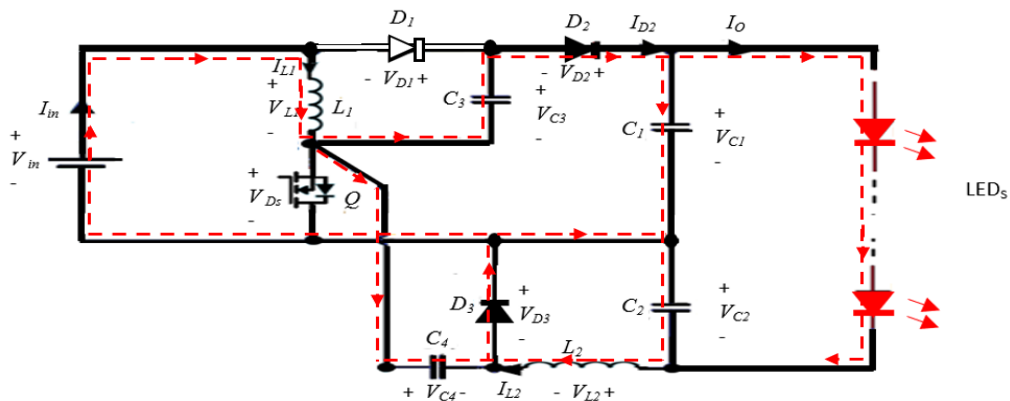 D1
D2
ID2
IO
IL1
- VD1+
- VD2+
+
VL1
-
L1
C3
+
VC3
-
C1
+
VC1
-
Iin
+
Vin
-
+
VDs
-
Q
LEDs
D3
+
VD3
-
C2
+
VC2
-
C4
L2
+ VC4 -
IL2
- VL2+